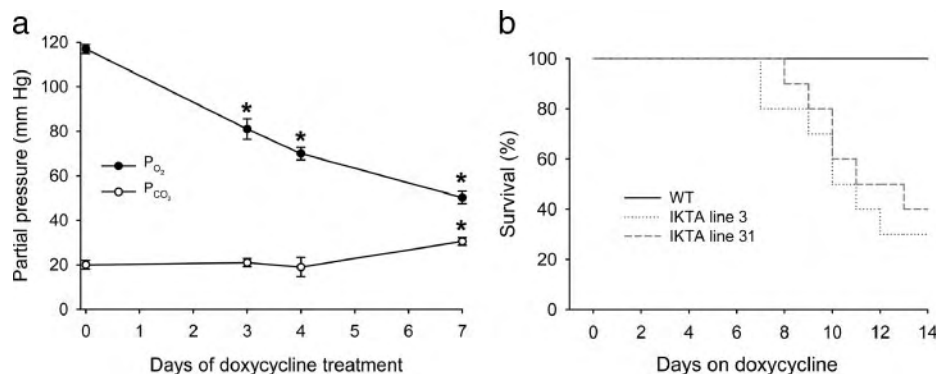 a
120
100
80
60
40
20
0
Partial pressure (mm Hg)
* * * *
P O2
P CO2
0 1 2 3 4 5 6 7
Days of doxycycline treatment
b
100
80
60
40
20
0
Survival (%)
WT
IKTA line 3
IKTA line 31
0 2 4 6 8 10 12 14
Days on doxycycline